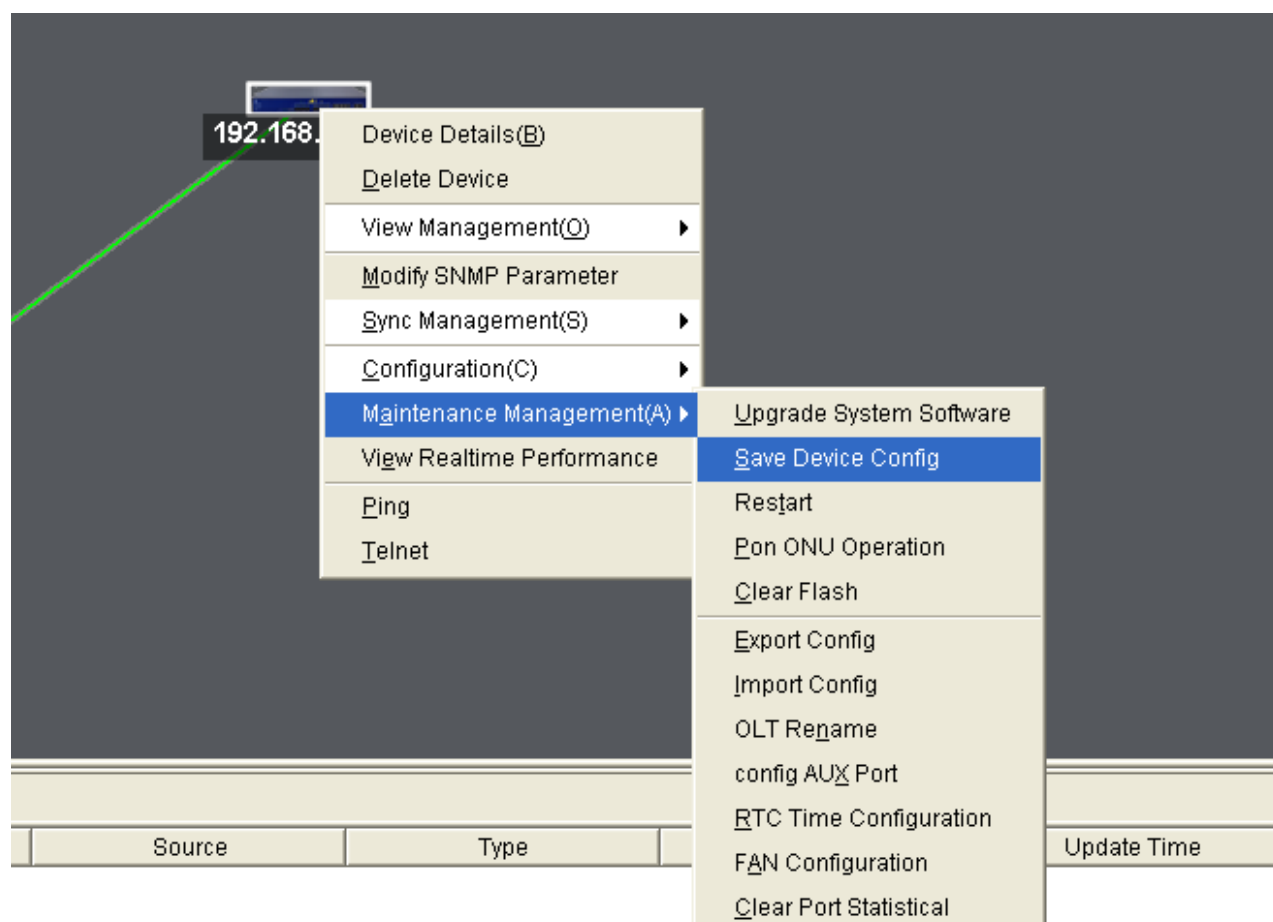 192.168.
Device Details(B)
Delete Device
View Management(O)
Modify SNMP Parameter
Sync Management(S)
Configuration(C)
Maintenance Management(A)
View Realtime Performance
Ping
Telnet
Upgrade System Software
Save Device Config
Restart
Pon ONU Operation
Clear Flash
Export Config
Import Config
OLT Rename
config AUX Port
RTC Time Configuration
FAN Configuration
Clear Port Statistical
Source
Type
Update Time